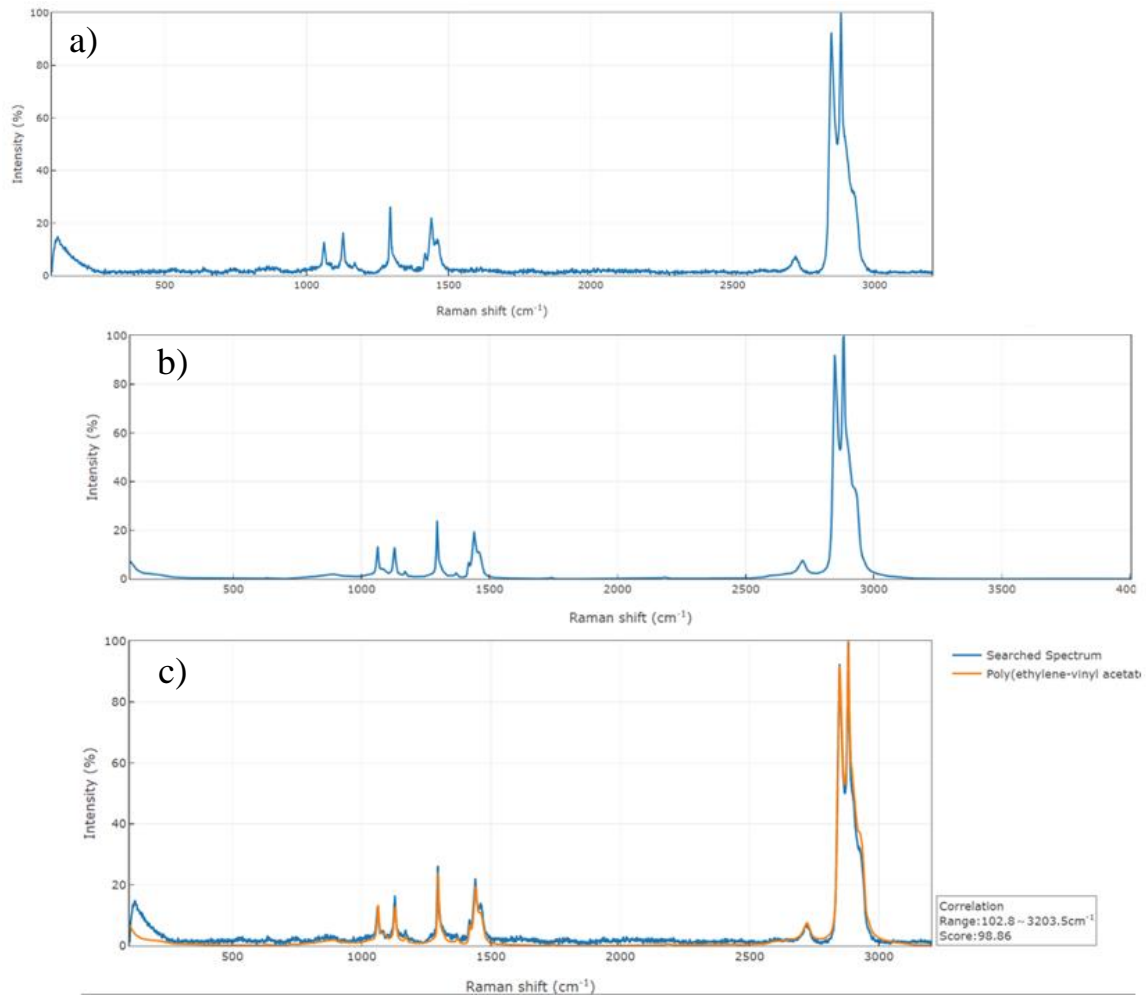 a)
100
80
60
40
20
0
Intensity (%)
500 1000 1500 2000 2500 3000
Raman shift (cm⁻¹)
b)
100
80
60
40
20
0
Intensity (%)
500 1000 1500 2000 2500 3000 3500 400
Raman shift (cm⁻¹)
c)
100
80
60
40
20
0
Intensity (%)
500 1000 1500 2000 2500 3000
Raman shift (cm⁻¹)
Searched Spectrum
Poly(ethylene-vinyl acetat
Correlation
Range:102.8~3203.5cm⁻¹
Score:98.86